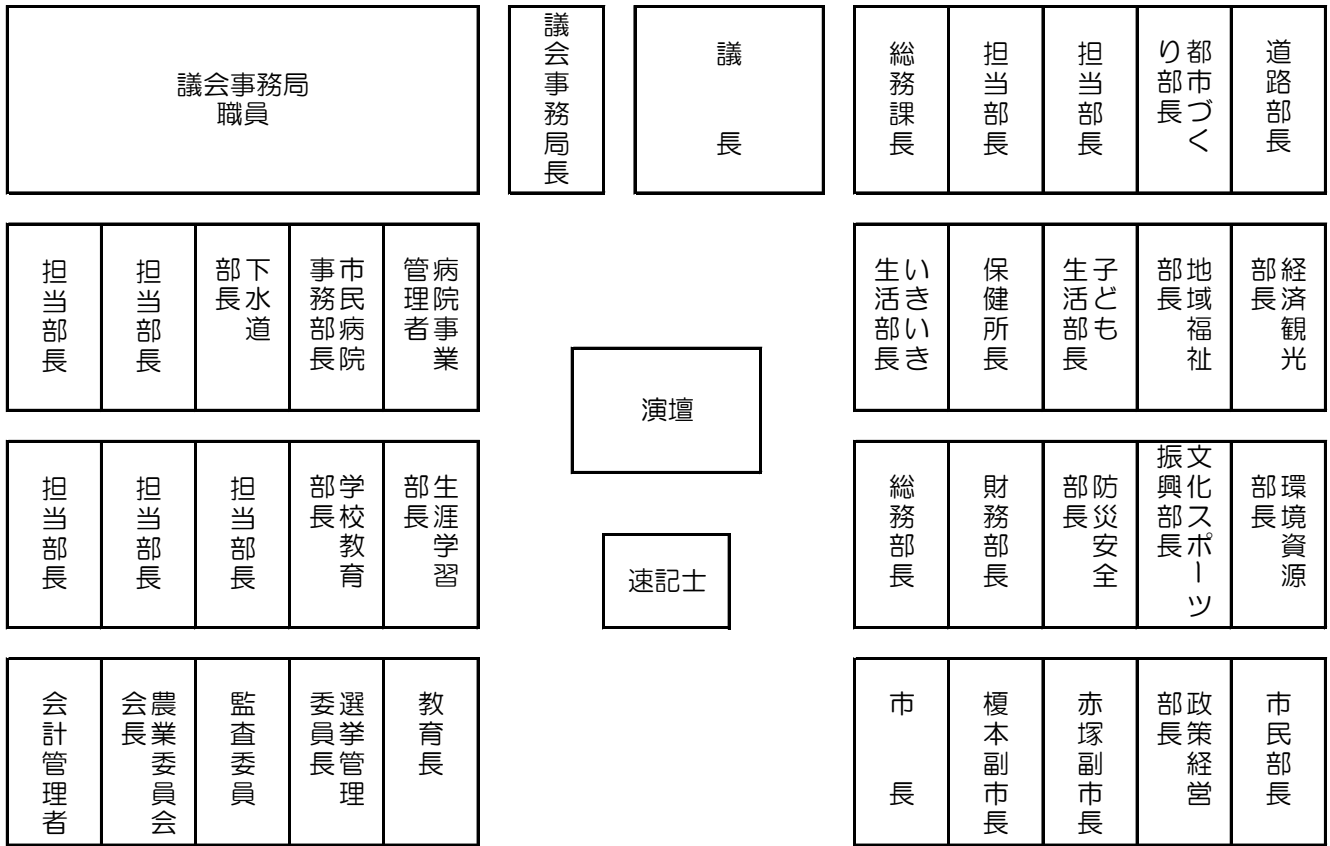 議会事務局
職員
議会事務局長
議長
総務課長
担当部長
担当部長
都市づく
り部長
道路部長
担当部長
担当部長
下水道
部長
市民病院
事務部長
病院事業
管理者
いきいき
生活部長
保健所長
子ども
生活部長
地域福祉
部長
経済観光
部長
演壇
担当部長
担当部長
担当部長
学校教育
部長
生涯学習
部長
速記士
総務部長
財務部長
防災安全
部長
文化スポーツ
振興部長
環境資源
部長
会計管理者
農業委員会
会長
監査委員
選挙管理
委員長
教育長
市長
榎本副市長
赤塚副市長
政策経営
部長
市民部長